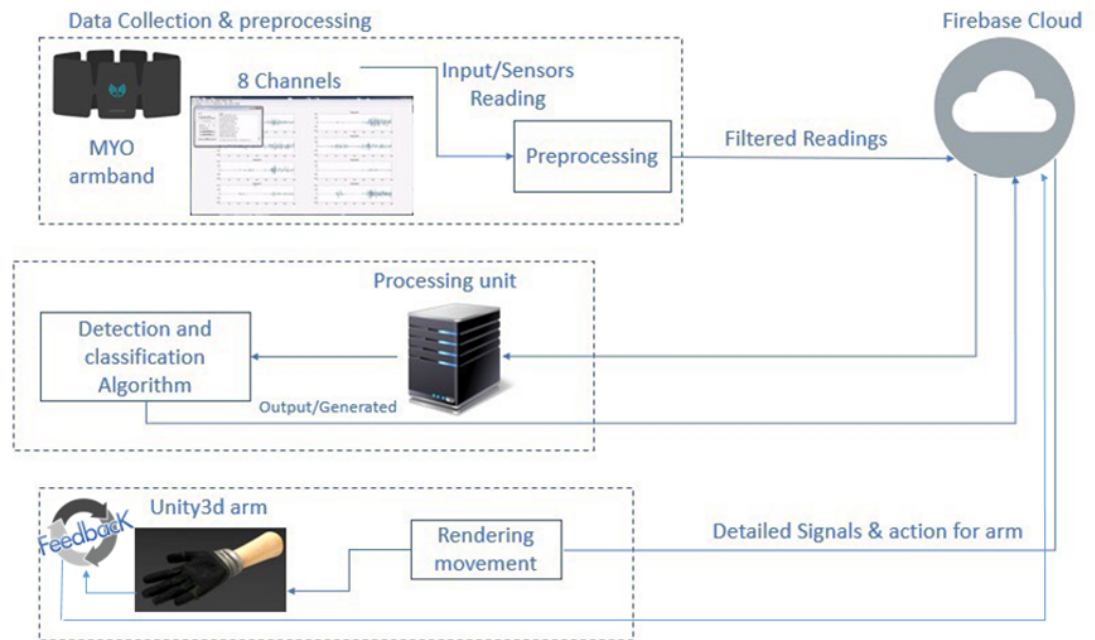 Data Collection & preprocessing
Firebase Cloud
8 Channels
Input/Sensors
Reading
MYO
armband
Preprocessing
Filtered Readings
Processing unit
Detection and
classification
Algorithm
Output/Generated
Unity3d arm
Feedback
Rendering
movement
Detailed Signals & action for arm